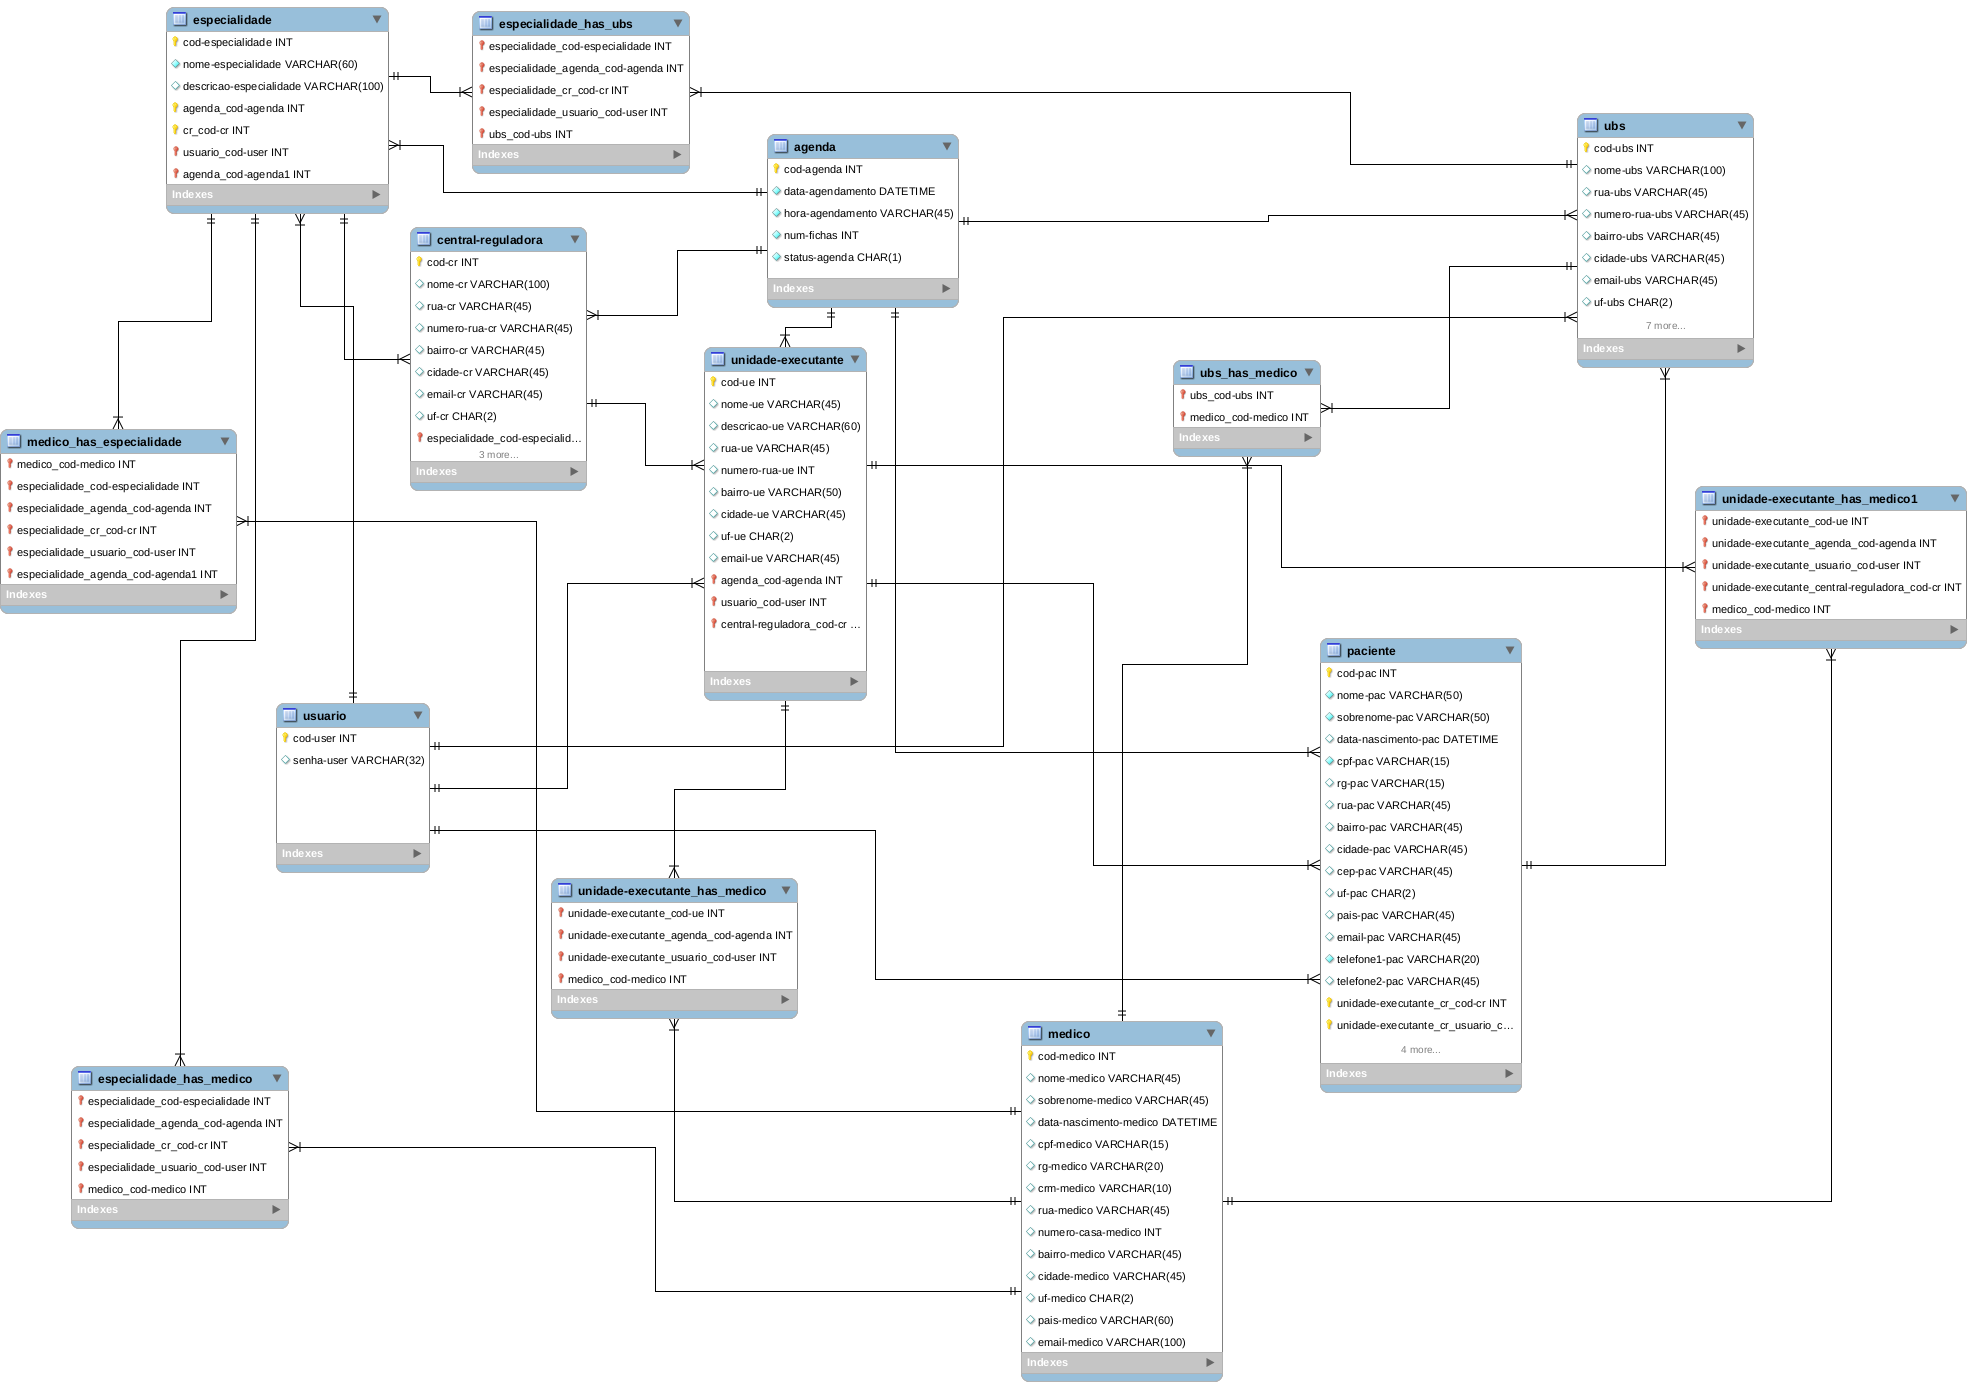 especialidade
cod-especialidade INT
nome-especialidade VARCHAR(60)
descricao-especialidade VARCHAR(100)
agenda_cod-agenda INT
cr_cod-cr INT
usuario_cod-user INT
agenda_cod-agenda1 INT
Indexes
especialidade_has_ubs
especialidade_cod-especialidade INT
especialidade_agenda_cod-agenda INT
especialidade_cr_cod-cr INT
especialidade_usuario_cod-user INT
ubs_cod-ubs INT
Indexes
agenda
cod-agenda INT
data-agendamento DATETIME
hora-agendamento VARCHAR(45)
num-fichas INT
status-agenda CHAR(1)
Indexes
ubs
cod-ubs INT
nome-ubs VARCHAR(100)
rua-ubs VARCHAR(45)
numero-rua-ubs VARCHAR(45)
bairro-ubs VARCHAR(45)
cidade-ubs VARCHAR(45)
email-ubs VARCHAR(45)
uf-ubs CHAR(2)
7 more...
Indexes
central-reguladora
cod-cr INT
nome-cr VARCHAR(100)
rua-cr VARCHAR(45)
numero-rua-cr VARCHAR(45)
bairro-cr VARCHAR(45)
cidade-cr VARCHAR(45)
email-cr VARCHAR(45)
uf-cr CHAR(2)
especialidade_cod-especialid...
3 more...
Indexes
unidade-executante
cod-ue INT
nome-ue VARCHAR(45)
descricao-ue VARCHAR(60)
rua-ue VARCHAR(45)
numero-rua-ue INT
bairro-ue VARCHAR(50)
cidade-ue VARCHAR(45)
uf-ue CHAR(2)
email-ue VARCHAR(45)
agenda_cod-agenda INT
usuario_cod-user INT
central-reguladora_cod-cr ...
Indexes
ubs_has_medico
ubs_cod-ubs INT
medico_cod-medico INT
Indexes
medico_has_especialidade
medico_cod-medico INT
especialidade_cod-especialidade INT
especialidade_agenda_cod-agenda INT
especialidade_cr_cod-cr INT
especialidade_usuario_cod-user INT
especialidade_agenda_cod-agenda1 INT
Indexes
unidade-executante_has_medico1
unidade-executante_cod-ue INT
unidade-executante_agenda_cod-agenda INT
unidade-executante_usuario_cod-user INT
unidade-executante_central-reguladora_cod-cr INT
medico_cod-medico INT
Indexes
paciente
cod-pac INT
nome-pac VARCHAR(50)
sobrenome-pac VARCHAR(50)
data-nascimento-pac DATETIME
cpf-pac VARCHAR(15)
rg-pac VARCHAR(15)
rua-pac VARCHAR(45)
bairro-pac VARCHAR(45)
cidade-pac VARCHAR(45)
cep-pac VARCHAR(45)
uf-pac CHAR(2)
pais-pac VARCHAR(45)
email-pac VARCHAR(45)
telefone1-pac VARCHAR(20)
telefone2-pac VARCHAR(45)
unidade-executante_cr_cod-cr INT
unidade-executante_cr_usuario_c...
4 more...
Indexes
usuario
cod-user INT
senha-user VARCHAR(32)
Indexes
unidade-executante_has_medico
unidade-executante_cod-ue INT
unidade-executante_agenda_cod-agenda INT
unidade-executante_usuario_cod-user INT
medico_cod-medico INT
Indexes
medico
cod-medico INT
nome-medico VARCHAR(45)
sobrenome-medico VARCHAR(45)
data-nascimento-medico DATETIME
cpf-medico VARCHAR(15)
rg-medico VARCHAR(20)
crm-medico VARCHAR(10)
rua-medico VARCHAR(45)
numero-casa-medico INT
bairro-medico VARCHAR(45)
cidade-medico VARCHAR(45)
uf-medico CHAR(2)
pais-medico VARCHAR(60)
email-medico VARCHAR(100)
Indexes
especialidade_has_medico
especialidade_cod-especialidade INT
especialidade_agenda_cod-agenda INT
especialidade_cr_cod-cr INT
especialidade_usuario_cod-user INT
medico_cod-medico INT
Indexes